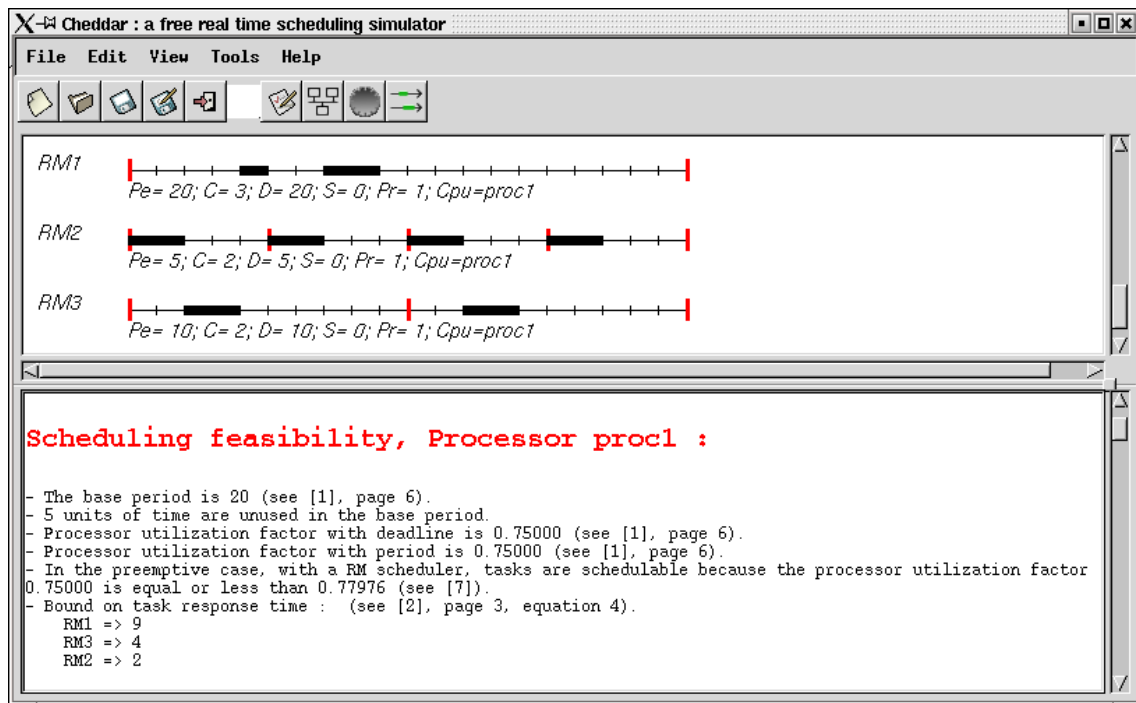 Cheddar : a free real time scheduling simulator
File Edit View Tools Help
RM1
Pe= 20; C= 3; D= 20; S= 0; Pr= 1; Cpu=proc1
RM2
Pe= 5; C= 2; D= 5; S= 0; Pr= 1; Cpu=proc1
RM3
Pe= 10; C= 2; D= 10; S= 0; Pr= 1; Cpu=proc1
Scheduling feasibility, Processor proc1 :
- The base period is 20 (see [1], page 6).
- 5 units of time are unused in the base period.
- Processor utilization factor with deadline is 0.75000 (see [1], page 6).
- Processor utilization factor with period is 0.75000 (see [1], page 6).
- In the preemptive case, with a RM scheduler, tasks are schedulable because the processor utilization factor
0.75000 is equal or less than 0.77976 (see [7]).
- Bound on task response time :  (see [2], page 3, equation 4).
RM1 => 9
RM3 => 4
RM2 => 2